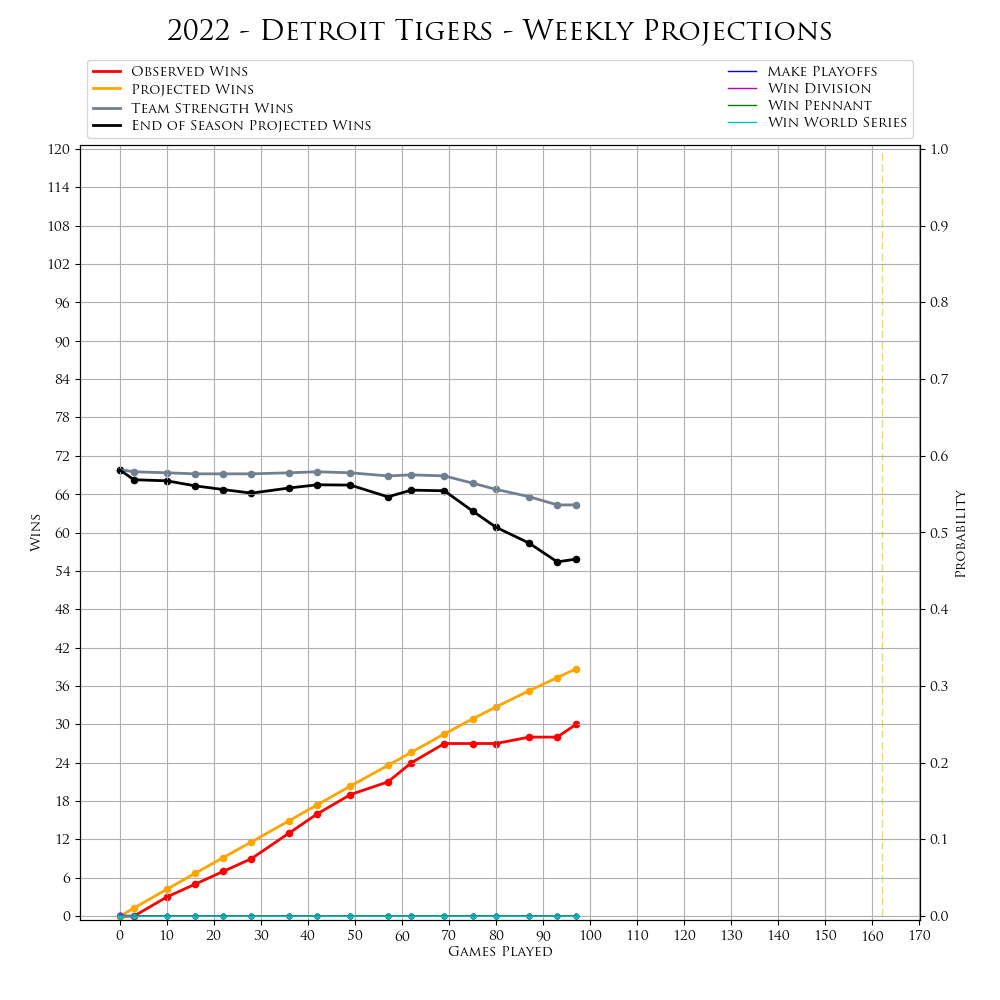 2022 - Detroit Tigers - Weekly Projections
Observed Wins
Projected Wins
Team Strength Wins
End of Season Projected Wins
Make Playoffs
Win Division
Win Pennant
Win World Series
120
114
108
102
96
90
84
78
72
66
60
54
48
42
36
30
24
18
12
6
0
Wins
1.0
0.9
0.8
0.7
0.6
0.5
0.4
0.3
0.2
0.1
0.0
Probability
0 10 20 30 40 50 60 70 80 90 100 110 120 130 140 150 160 170
Games Played